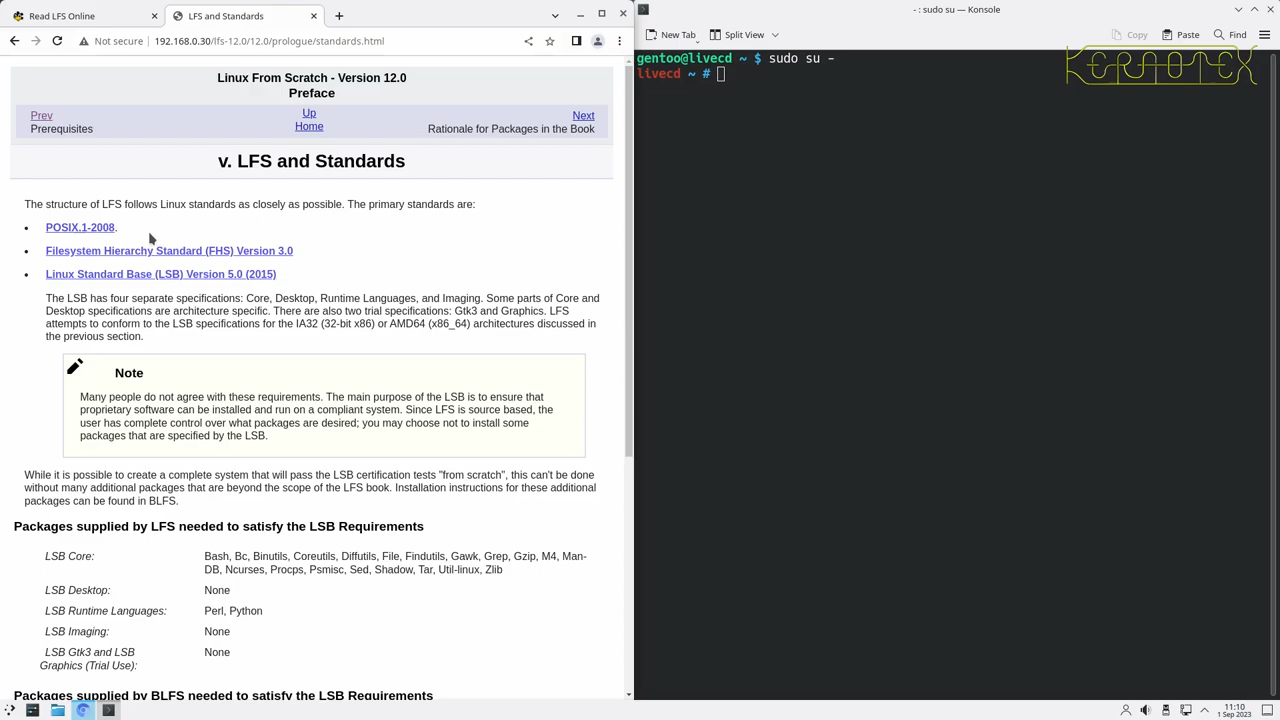 Read LFS Online
LFS and Standards
Not secure
192.168.0.30/lfs-12.0/12.0/prologue/standards.html
Linux From Scratch - Version 12.0
Preface
Prev
Up
Next
Prerequisites
Home
Rationale for Packages in the Book
v. LFS and Standards
The structure of LFS follows Linux standards as closely as possible. The primary standards are:
• POSIX.1-2008.
• Filesystem Hierarchy Standard (FHS) Version 3.0
• Linux Standard Base (LSB) Version 5.0 (2015)
The LSB has four separate specifications: Core, Desktop, Runtime Languages, and Imaging. Some parts of Core and
Desktop specifications are architecture specific. There are also two trial specifications: Gtk3 and Graphics. LFS
attempts to conform to the LSB specifications for the IA32 (32-bit x86) or AMD64 (x86_64) architectures discussed in
the previous section.
Note
Many people do not agree with these requirements. The main purpose of the LSB is to ensure that
proprietary software can be installed and run on a compliant system. Since LFS is source based, the
user has complete control over what packages are desired; you may choose not to install some
packages that are specified by the LSB.
While it is possible to create a complete system that will pass the LSB certification tests "from scratch", this can't be done
without many additional packages that are beyond the scope of the LFS book. Installation instructions for these additional
packages can be found in BLFS.
Packages supplied by LFS needed to satisfy the LSB Requirements
LSB Core: Bash, Bc, Binutils, Coreutils, Diffutils, File, Findutils, Gawk, Grep, Gzip, M4, Man-
DB, Ncurses, Procps, Psmisc, Sed, Shadow, Tar, Util-linux, Zlib
LSB Desktop: None
LSB Runtime Languages: Perl, Python
LSB Imaging: None
LSB Gtk3 and LSB None
Graphics (Trial Use):
Packages supplied by BLFS needed to satisfy the LSB Requirements
- : sudo su — Konsole
New Tab
Split View
Copy
Paste
Find
gentoo@livecd ~ $ sudo su -
livecd ~ #
KERNOTEX
11:10
1 Sep 2023